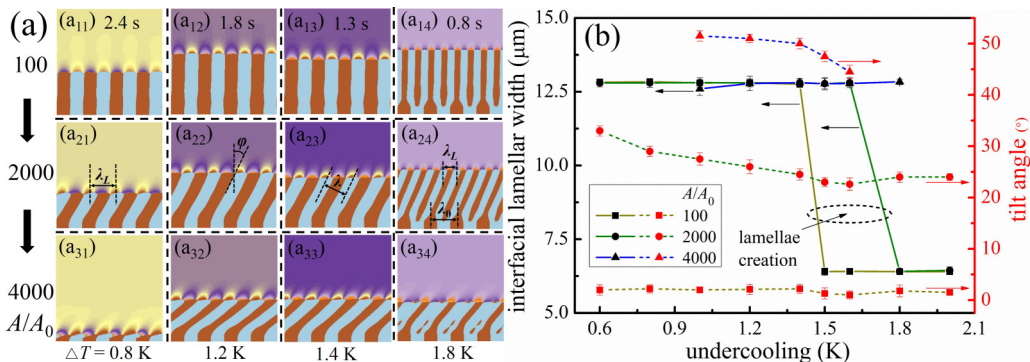 (a)
(a11) 2.4 s
(a12) 1.8 s
(a13) 1.3 s
(a14) 0.8 s
100
(a21)
(a22)
(a23)
(a24)
λL
φ
λ
λL
λ0
2000
(a31)
(a32)
(a33)
(a34)
4000
A/A0
△T = 0.8 K
1.2 K
1.4 K
1.8 K
(b)
interfacial lamellar width (μm)
15.0
12.5
10.0
7.5
5.0
A/A0
100
2000
4000
lamellae
creation
0.6
0.9
1.2
1.5
1.8
2.1
undercooling (K)
50
40
30
20
10
0
tilt angle (°)